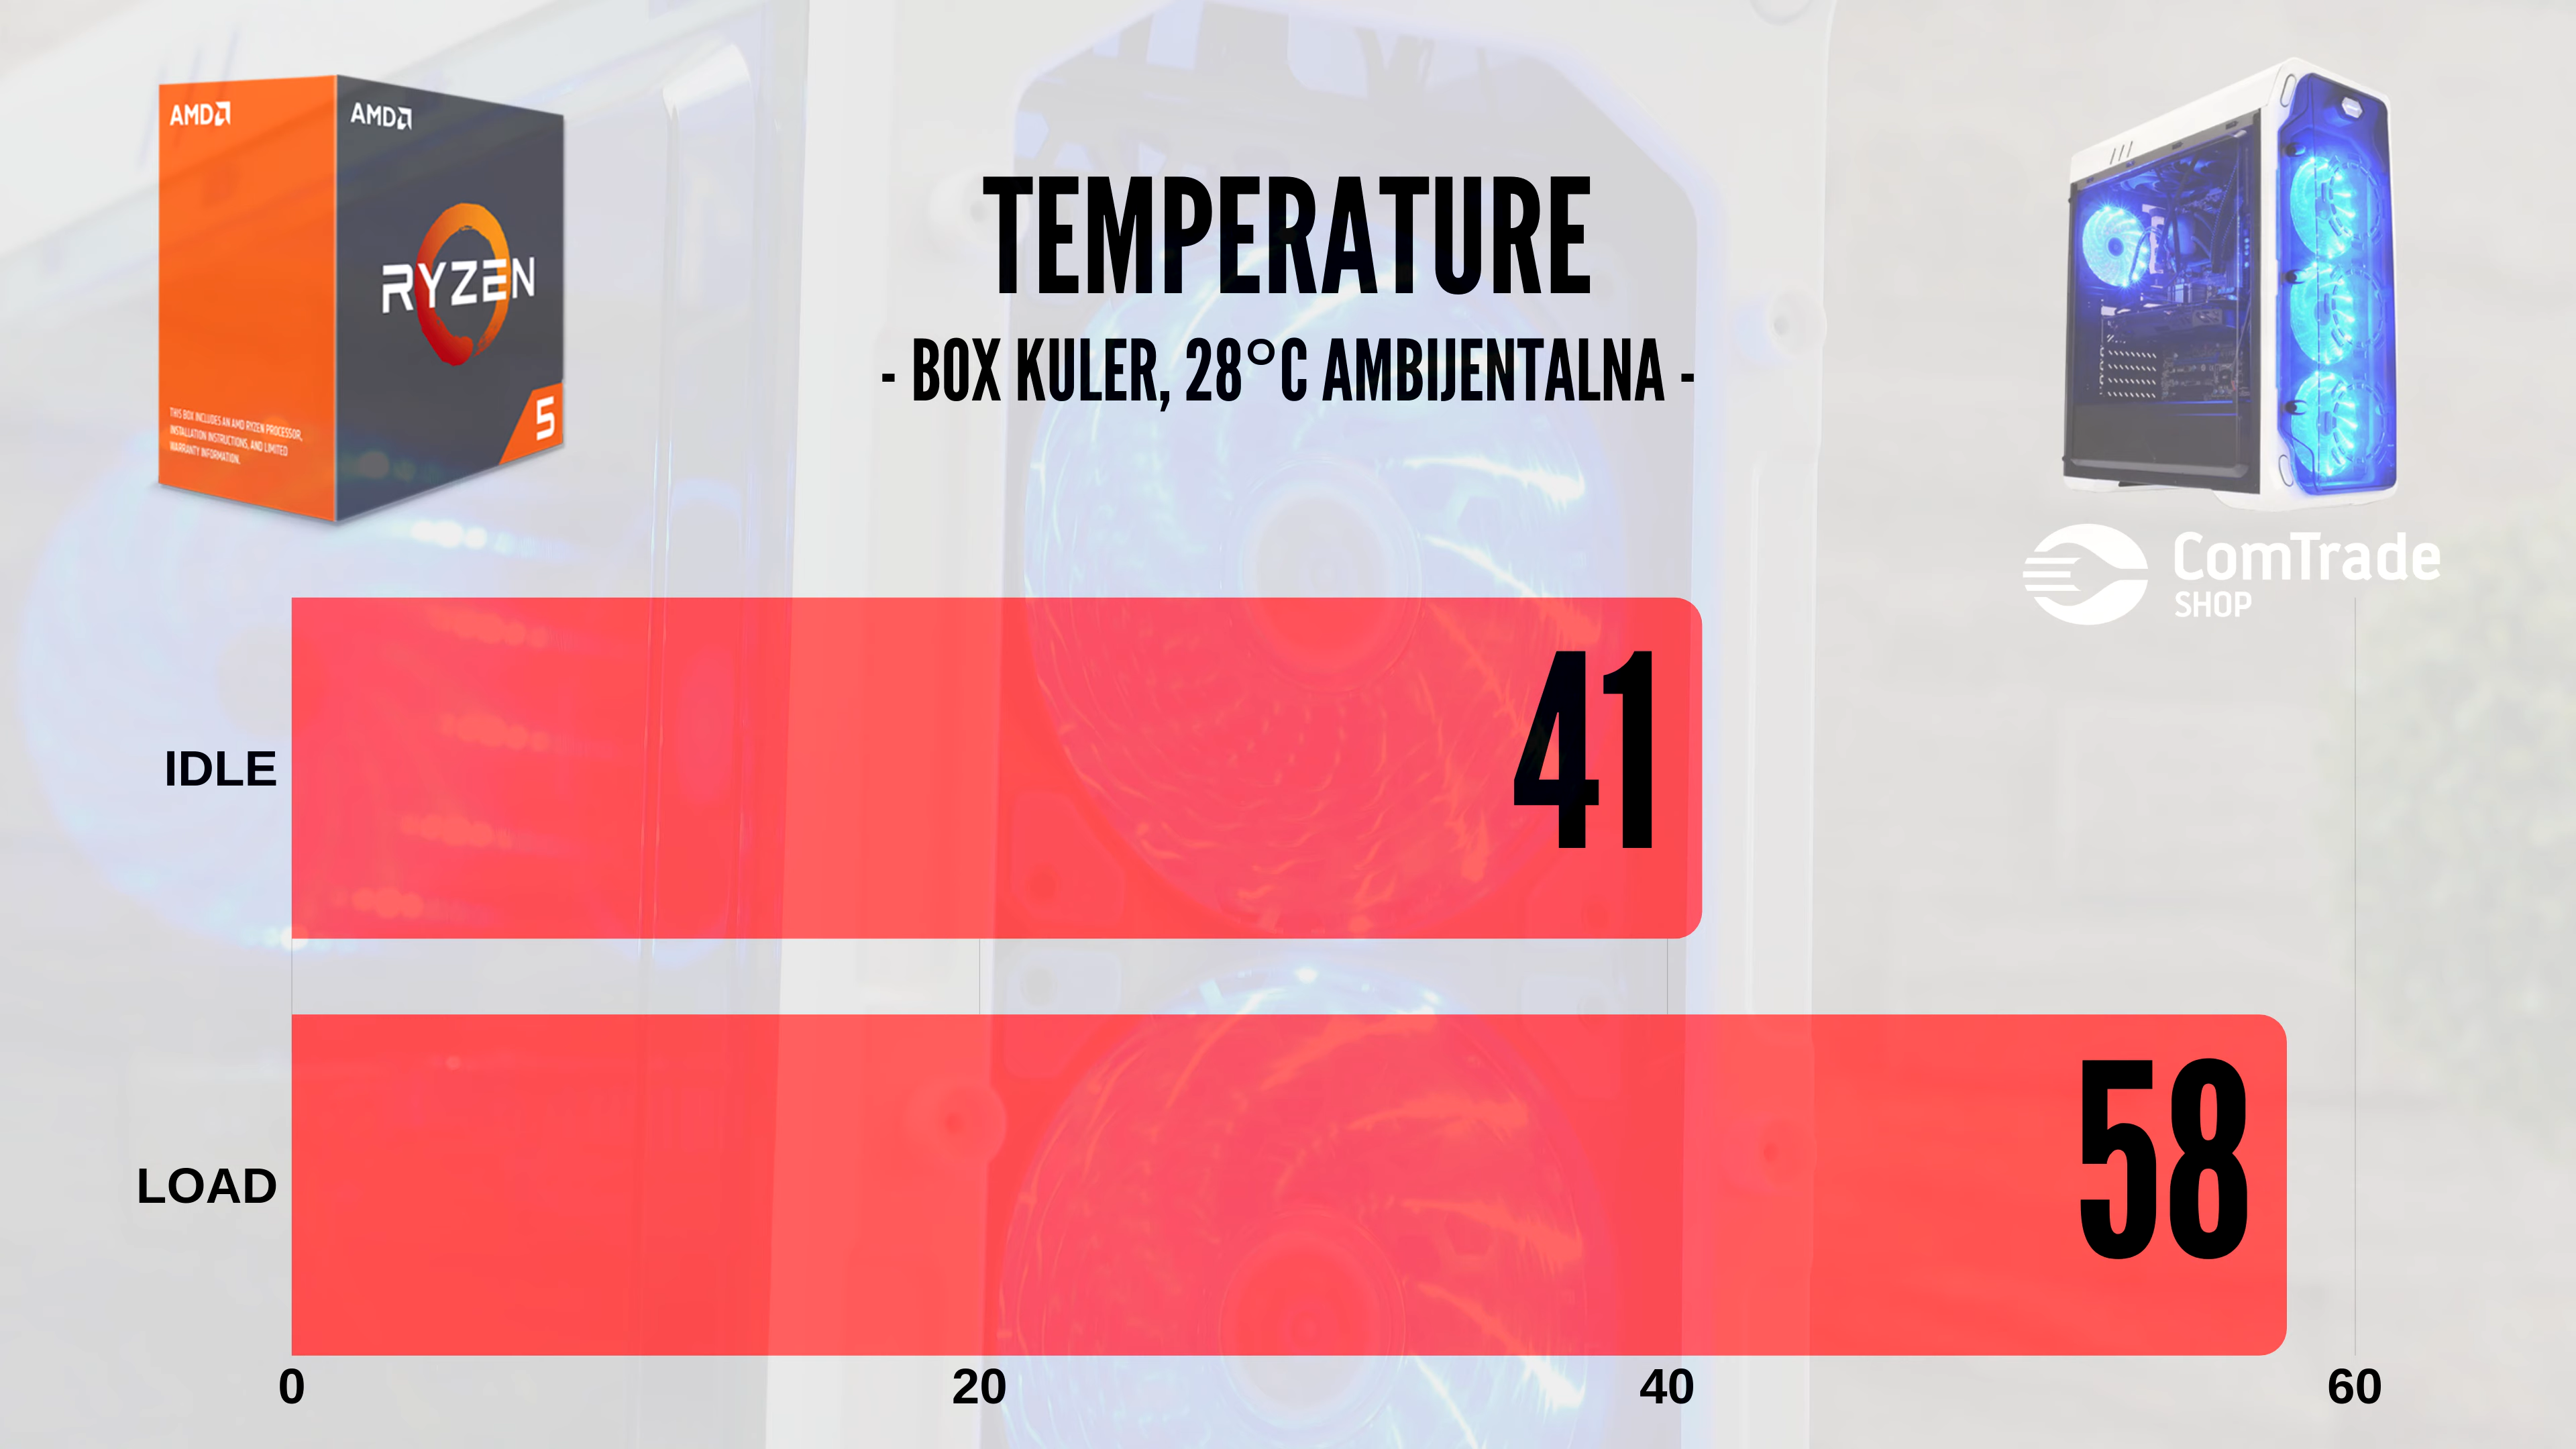 AMD
AMD
RYZEN
5
THIS BOX INCLUDES AN AMD RYZEN PROCESSOR,
INSTALLATION INSTRUCTIONS, AND LIMITED
WARRANTY INFORMATION.
TEMPERATURE
- BOX KULER, 28°C AMBIJENTALNA -
ComTrade
SHOP
IDLE
41
LOAD
58
0 20 40 60